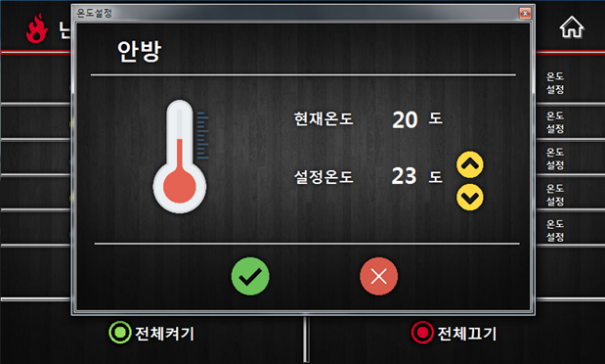 온도설정
안방
현재온도 20 도
설정온도 23 도
온도
설정
온도
설정
온도
설정
온도
설정
온도
설정
전체켜기
전체끄기